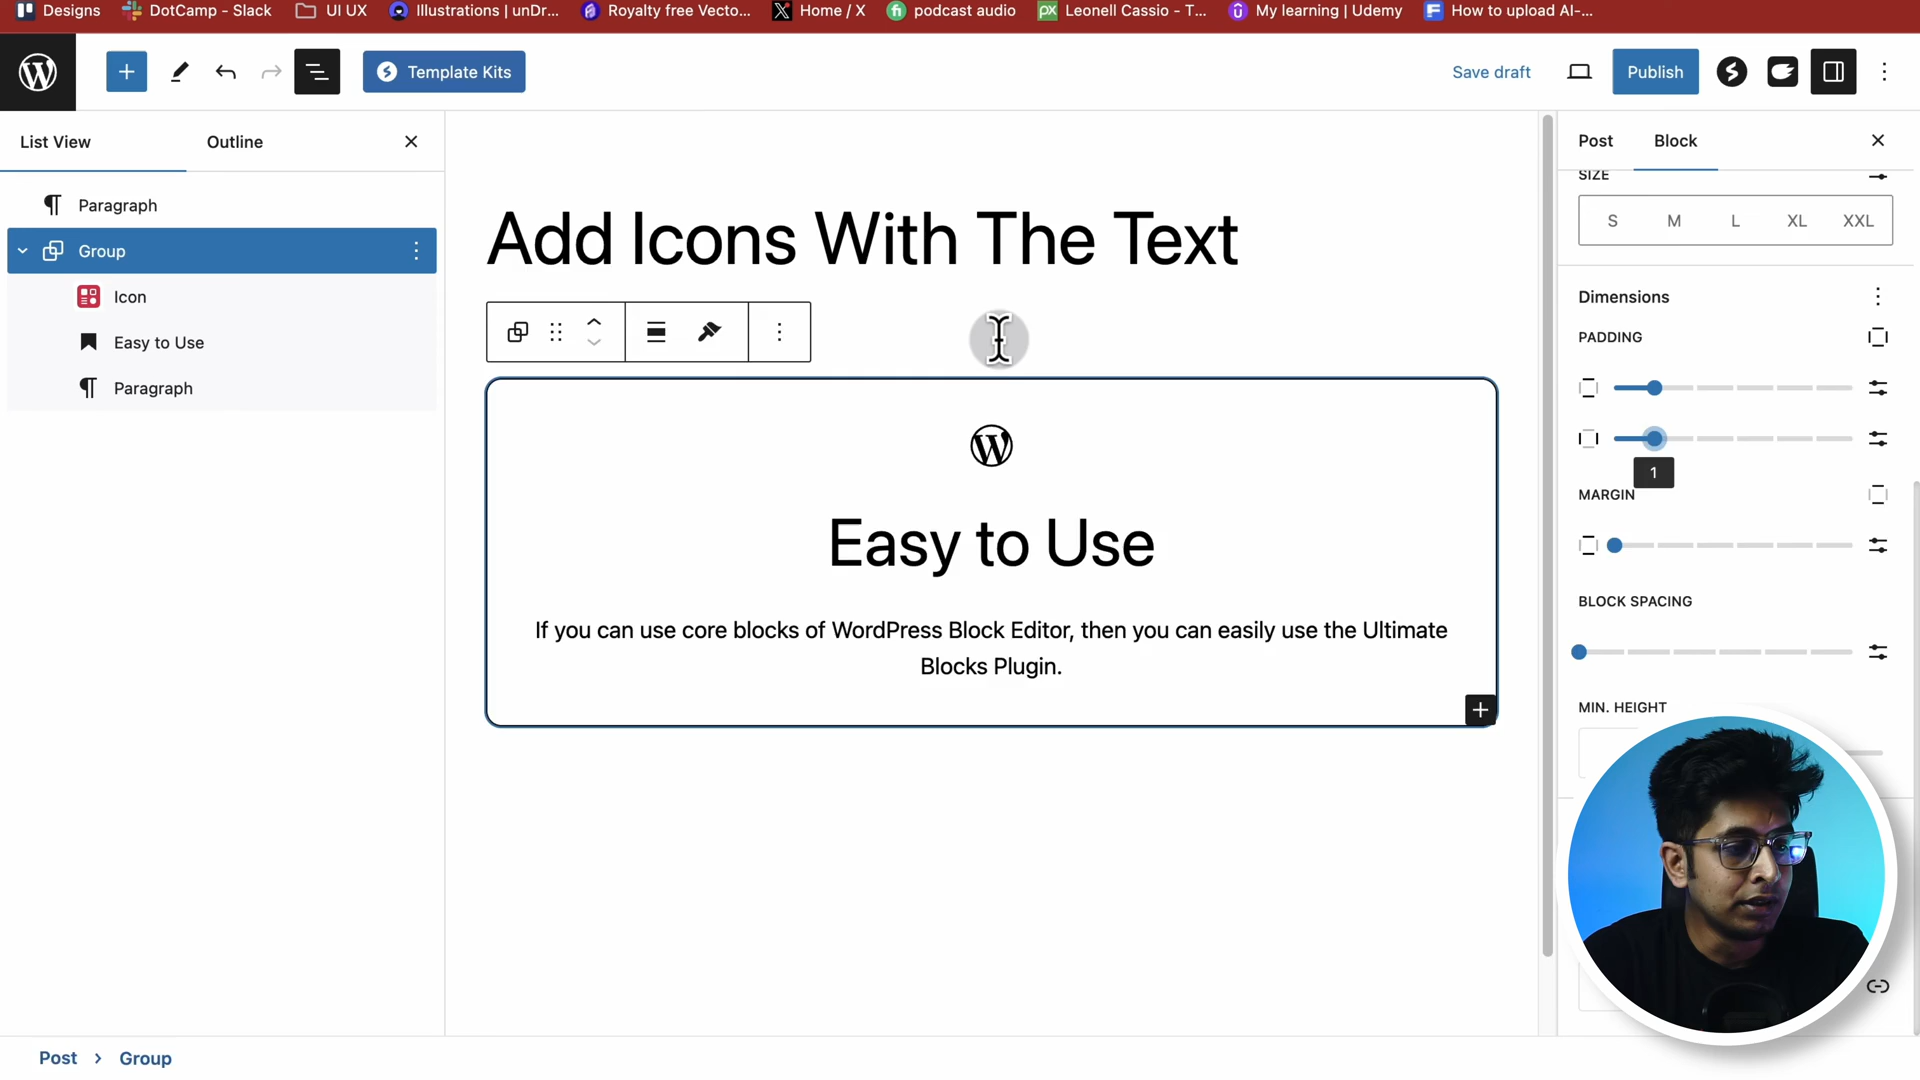 Designs
DotCamp - Slack
UI UX
Illustrations | unDr...
Royalty free Vecto...
Home / X
podcast audio
Leonell Cassio - T...
My learning | Udemy
How to upload AI-...
Template Kits
Save draft
Publish
List View
Outline
Paragraph
Group
Icon
Easy to Use
Paragraph
Add Icons With The Text
Easy to Use
If you can use core blocks of WordPress Block Editor, then you can easily use the Ultimate
Blocks Plugin.
Post
Block
SIZE
S M L XL XXL
Dimensions
PADDING
1
MARGIN
BLOCK SPACING
MIN. HEIGHT
Post › Group